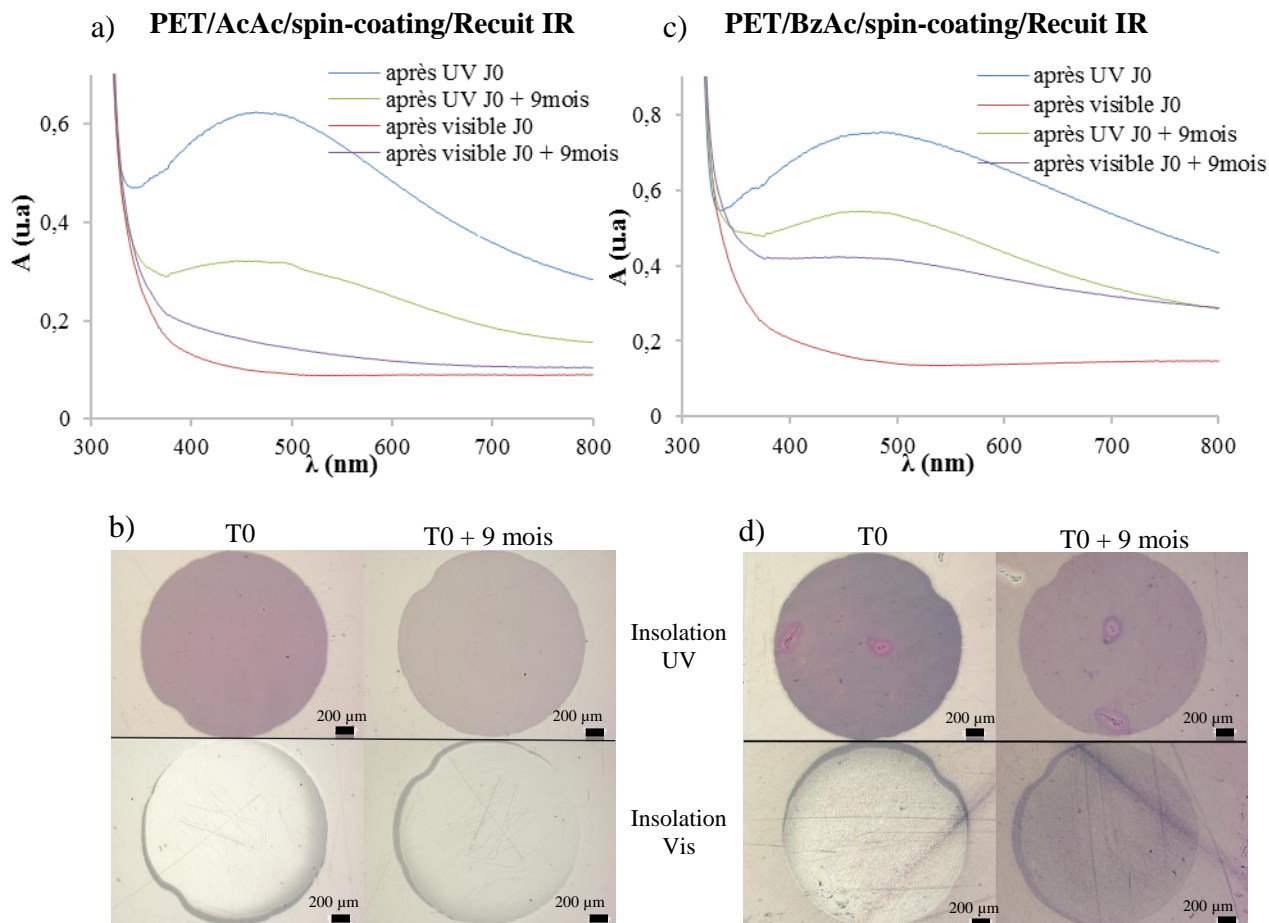 a) PET/AcAc/spin-coating/Recuit IR
après UV J0
après UV J0 + 9mois
après visible J0
après visible J0 + 9mois
0,6
0,4
0,2
0
A (u.a)
300 400 500 600 700 800
λ (nm)
c) PET/BzAc/spin-coating/Recuit IR
après UV J0
après visible J0
après UV J0 + 9mois
après visible J0 + 9mois
0,8
0,6
0,4
0,2
0
A (u.a)
300 400 500 600 700 800
λ (nm)
b) T0 T0 + 9 mois
200 µm 200 µm
200 µm 200 µm
Insolation
UV
Insolation
Vis
d) T0 T0 + 9 mois
200 µm 200 µm
200 µm 200 µm